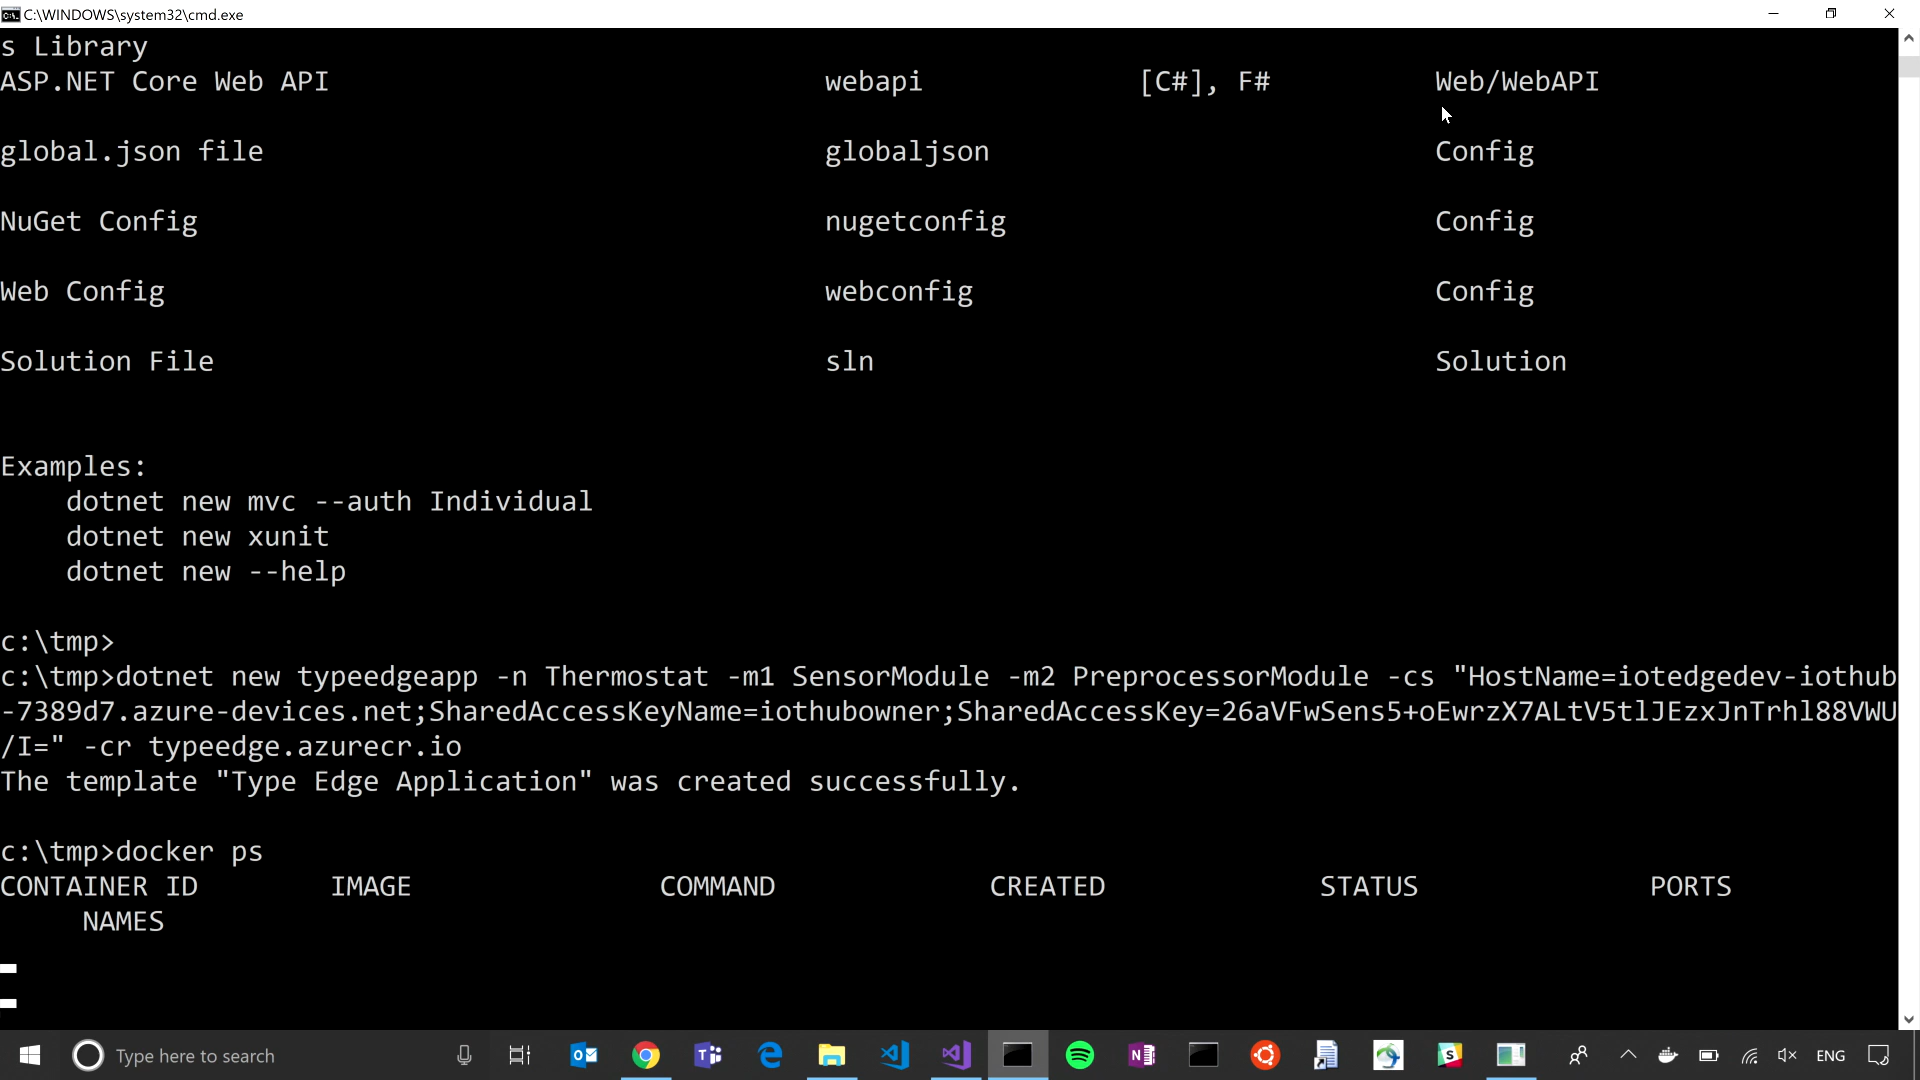 C:\WINDOWS\system32\cmd.exe
s Library
ASP.NET Core Web API webapi [C#], F# Web/WebAPI
global.json file globaljson Config
NuGet Config nugetconfig Config
Web Config webconfig Config
Solution File sln Solution
Examples:
dotnet new mvc --auth Individual
dotnet new xunit
dotnet new --help
c:\tmp>
c:\tmp>dotnet new typeedgeapp -n Thermostat -m1 SensorModule -m2 PreprocessorModule -cs "HostName=iotedgedev-iothub
-7389d7.azure-devices.net;SharedAccessKeyName=iothubowner;SharedAccessKey=26aVFwSens5+oEwrzX7ALtV5tlJEzxJnTrhl88VWU
/I=" -cr typeedge.azurecr.io
The template "Type Edge Application" was created successfully.
c:\tmp>docker ps
CONTAINER ID IMAGE COMMAND CREATED STATUS PORTS
NAMES
Type here to search ENG